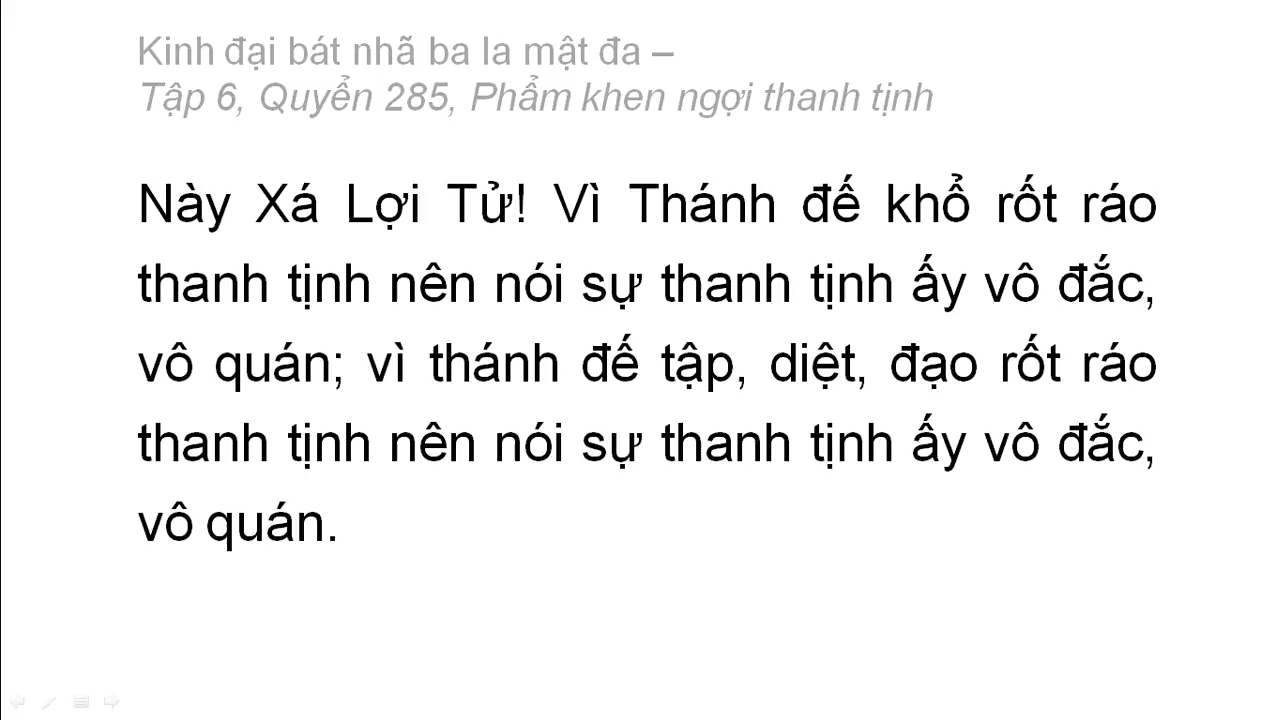 Kinh đại bát nhã ba la mật đa –
Tập 6, Quyển 285, Phẩm khen ngợi thanh tịnh
Này Xá Lợi Tử! Vì Thánh đế khổ rốt ráo
thanh tịnh nên nói sự thanh tịnh ấy vô đắc,
vô quán; vì thánh đế tập, diệt, đạo rốt ráo
thanh tịnh nên nói sự thanh tịnh ấy vô đắc,
vô quán.